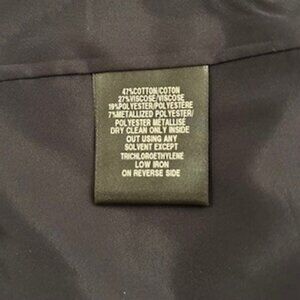 47%COTTON/COTON
27%VISCOSE/VISCOSE
19%POLYESTER/POLYESTERE
7%METALLIZED POLYESTER/
POLYESTER METALLISE
DRY CLEAN ONLY INSIDE
OUT USING ANY
SOLVENT EXCEPT
TRICHLOROETHYLENE
LOW IRON
ON REVERSE SIDE